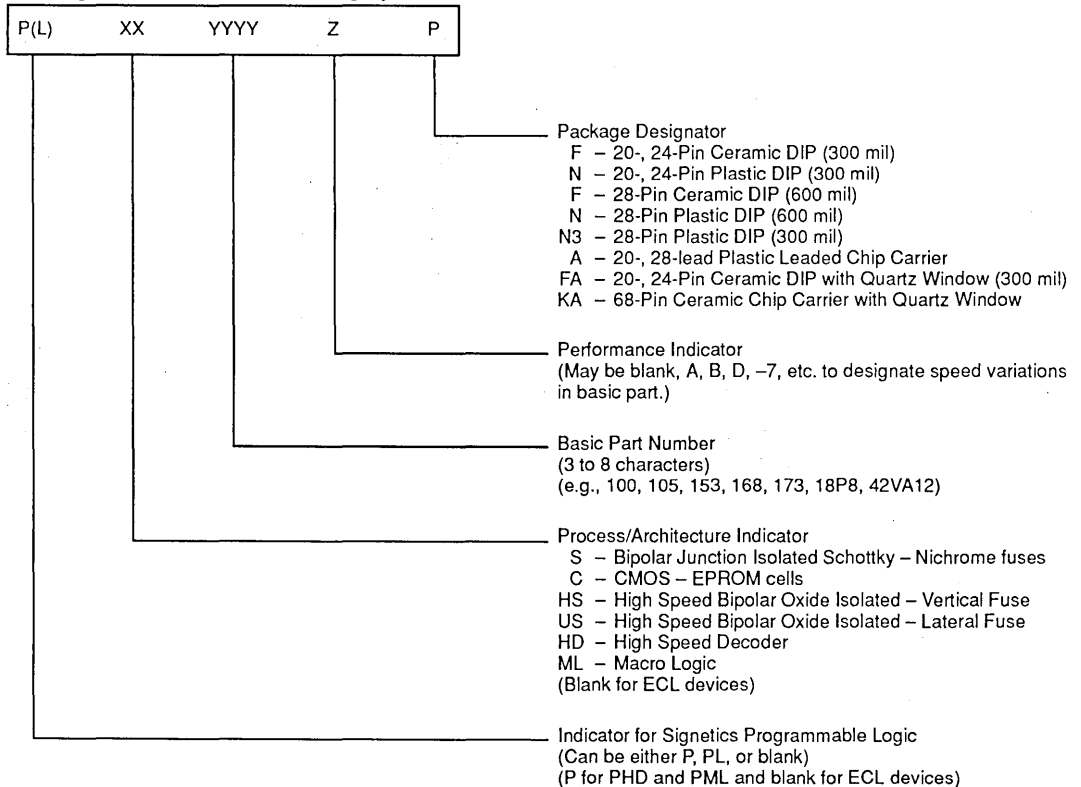 P(L) XX YYYY Z P
Package Designator
F – 20-, 24-Pin Ceramic DIP (300 mil)
N – 20-, 24-Pin Plastic DIP (300 mil)
F – 28-Pin Ceramic DIP (600 mil)
N – 28-Pin Plastic DIP (600 mil)
N3 – 28-Pin Plastic DIP (300 mil)
A – 20-, 28-lead Plastic Leaded Chip Carrier
FA – 20-, 24-Pin Ceramic DIP with Quartz Window (300 mil)
KA – 68-Pin Ceramic Chip Carrier with Quartz Window
Performance Indicator
(May be blank, A, B, D, –7, etc. to designate speed variations
in basic part.)
Basic Part Number
(3 to 8 characters)
(e.g., 100, 105, 153, 168, 173, 18P8, 42VA12)
Process/Architecture Indicator
S – Bipolar Junction Isolated Schottky – Nichrome fuses
C – CMOS – EPROM cells
HS – High Speed Bipolar Oxide Isolated – Vertical Fuse
US – High Speed Bipolar Oxide Isolated – Lateral Fuse
HD – High Speed Decoder
ML – Macro Logic
(Blank for ECL devices)
Indicator for Signetics Programmable Logic
(Can be either P, PL, or blank)
(P for PHD and PML and blank for ECL devices)